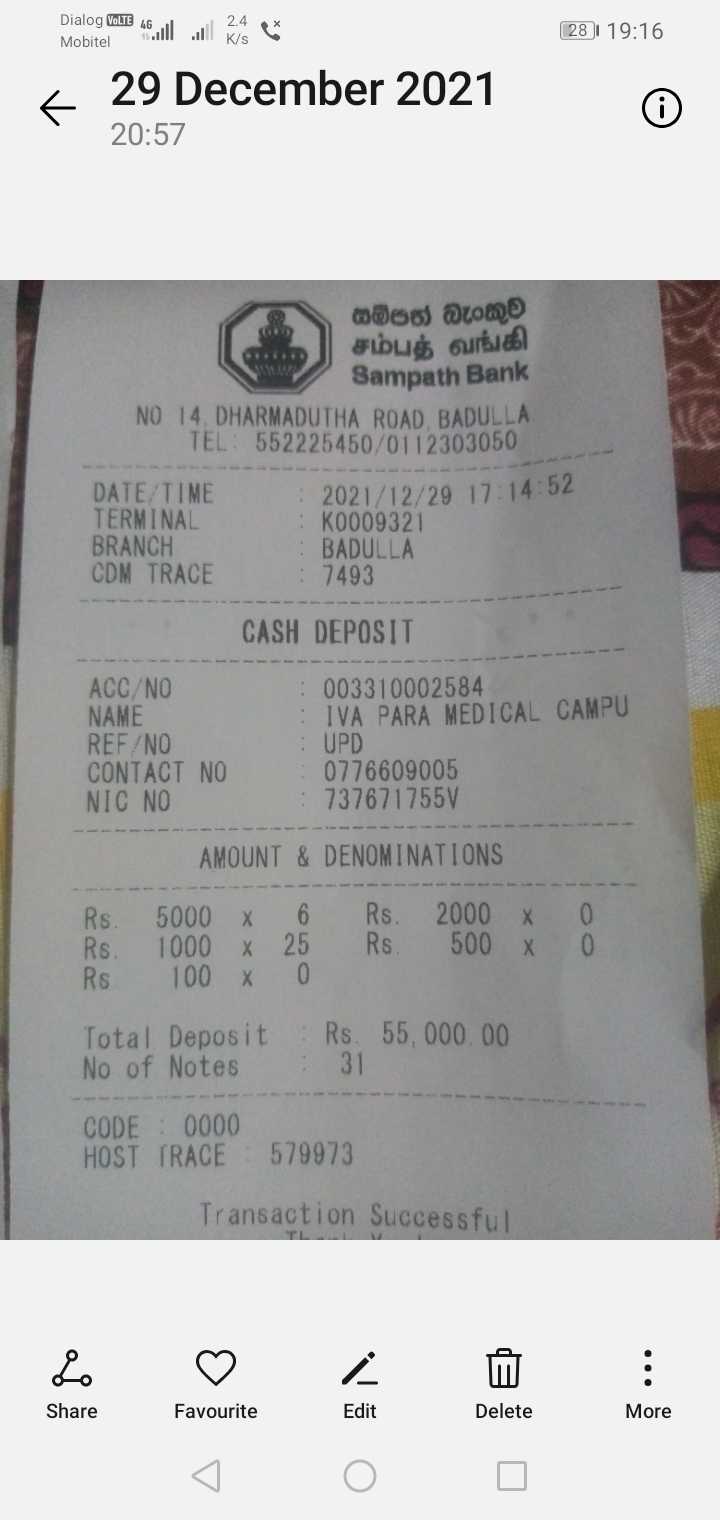 Dialog VoLTE 4G 2.4 K/s 28 19:16
Mobitel
29 December 2021
20:57
සම්පත් බැංකුව
சம்பத் வங்கி
Sampath Bank
NO 14, DHARMADUTHA ROAD, BADULLA
TEL: 552225450/0112303050
DATE/TIME : 2021/12/29 17:14:52
TERMINAL : K0009321
BRANCH : BADULLA
CDM TRACE : 7493
CASH DEPOSIT
ACC/NO : 003310002584
NAME : IVA PARA MEDICAL CAMPU
REF/NO : UPD
CONTACT NO : 0776609005
NIC NO : 737671755V
AMOUNT & DENOMINATIONS
Rs. 5000 x 6 Rs. 2000 x 0
Rs. 1000 x 25 Rs. 500 x 0
Rs 100 x 0
Total Deposit : Rs. 55,000.00
No of Notes : 31
CODE : 0000
HOST TRACE : 579973
Transaction Successful
Share Favourite Edit Delete More